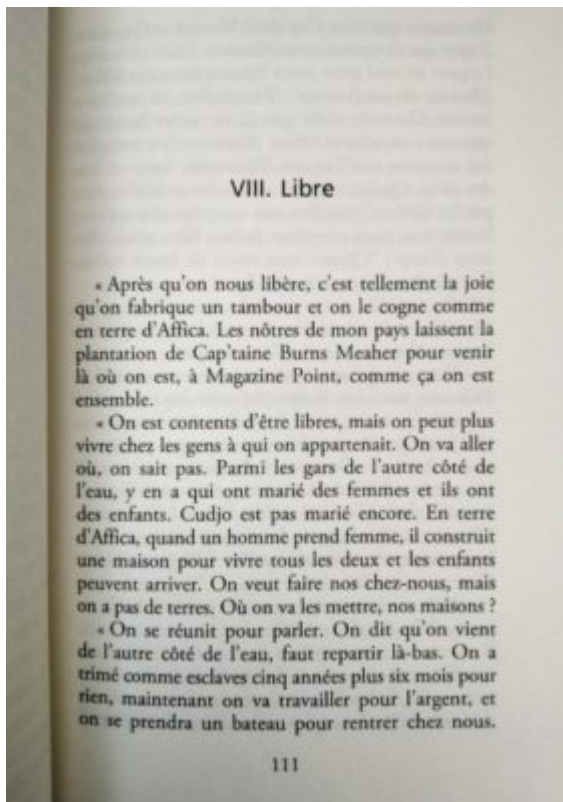 VIII. Libre
« Après qu'on nous libère, c'est tellement la joie
qu'on fabrique un tambour et on le cogne comme
en terre d'Affica. Les nôtres de mon pays laissent la
plantation de Cap'taine Burns Meaher pour venir
là où on est, à Magazine Point, comme ça on est
ensemble.
« On est contents d'être libres, mais on peut plus
vivre chez les gens à qui on appartenait. On va aller
où, on sait pas. Parmi les gars de l'autre côté de
l'eau, y en a qui ont marié des femmes et ils ont
des enfants. Cudjo est pas marié encore. En terre
d'Affica, quand un homme prend femme, il construit
une maison pour vivre tous les deux et les enfants
peuvent arriver. On veut faire nos chez-nous, mais
on a pas de terres. Où on va les mettre, nos maisons ?
« On se réunit pour parler. On dit qu'on vient
de l'autre côté de l'eau, faut repartir là-bas. On a
trimé comme esclaves cinq années plus six mois pour
rien, maintenant on va travailler pour l'argent, et
on se prendra un bateau pour rentrer chez nous.
111